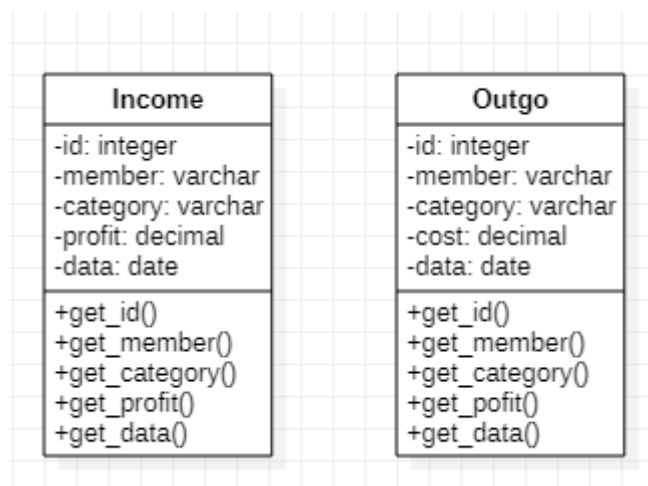 Income
-id: integer
-member: varchar
-category: varchar
-profit: decimal
-data: date
+get_id()
+get_member()
+get_category()
+get_profit()
+get_data()
Outgo
-id: integer
-member: varchar
-category: varchar
-cost: decimal
-data: date
+get_id()
+get_member()
+get_category()
+get_pofit()
+get_data()